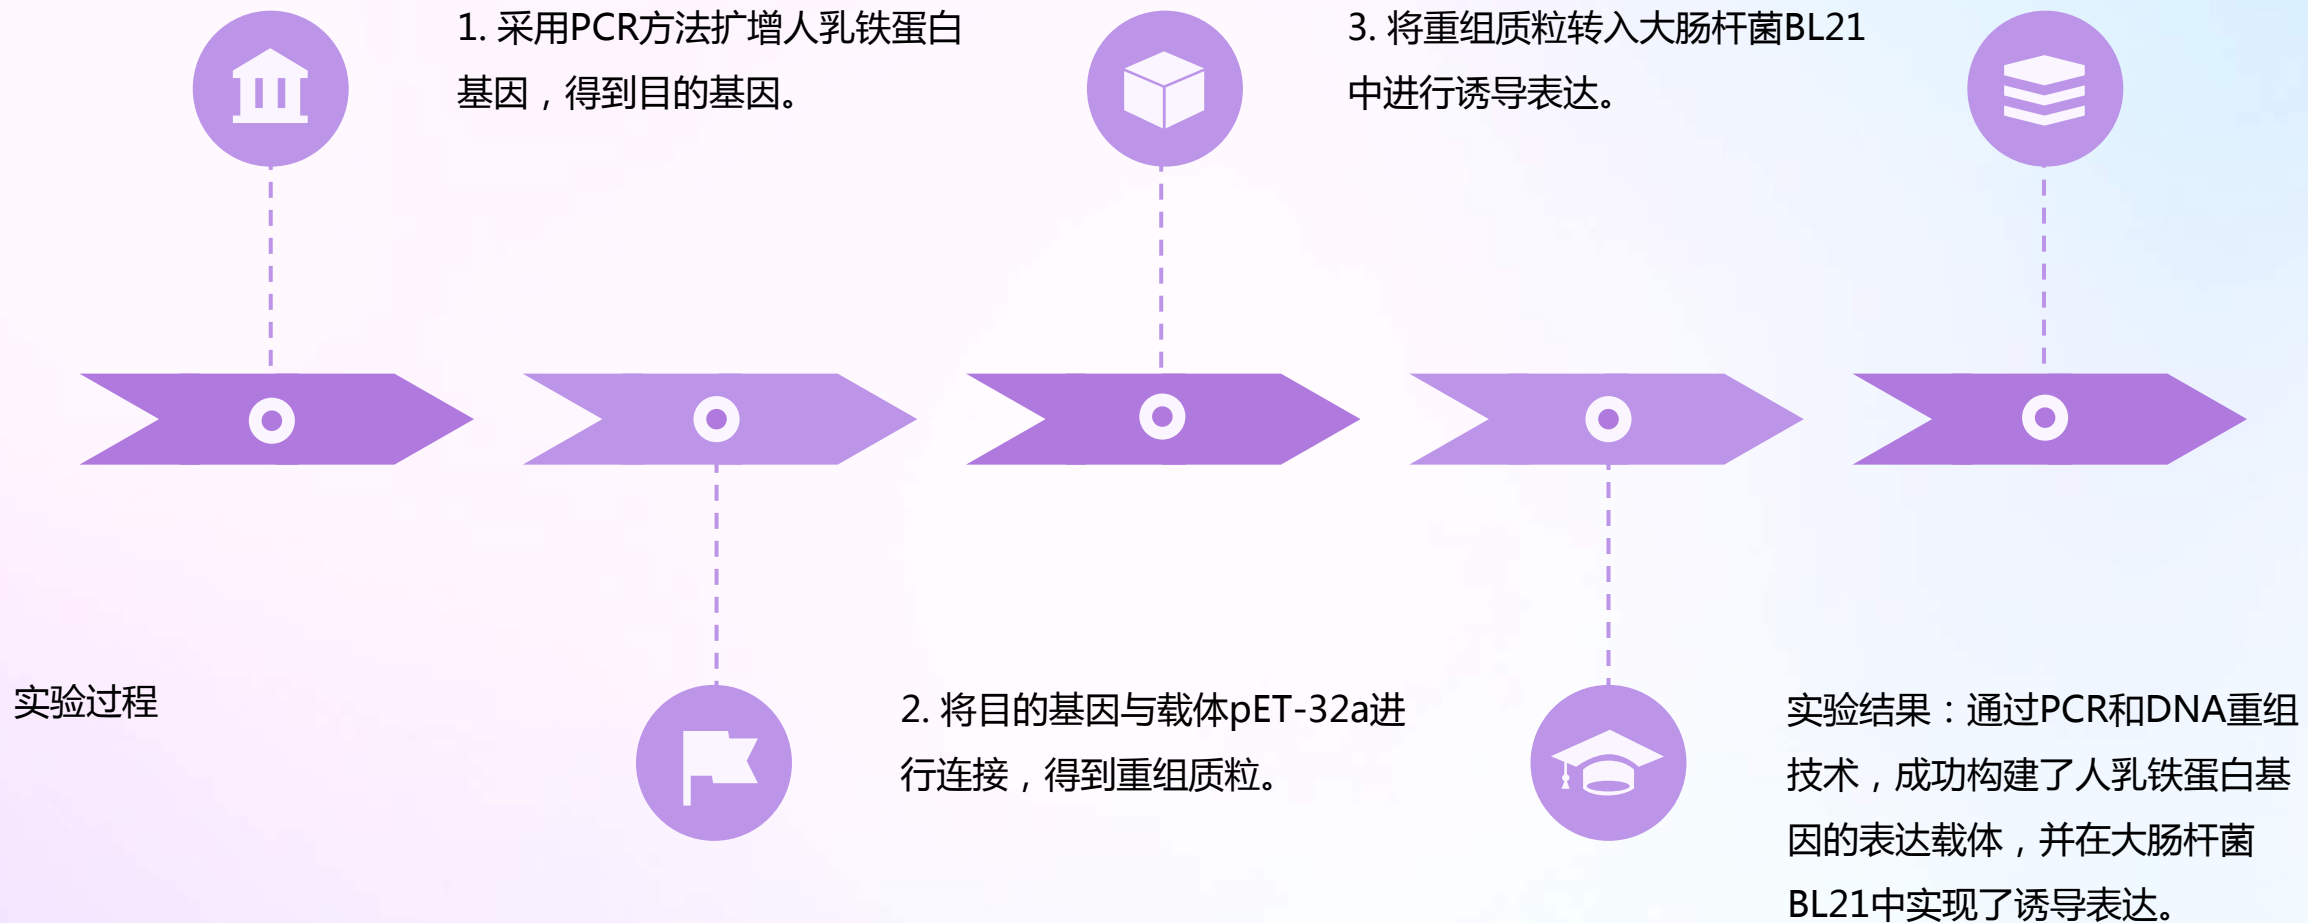 实验过程
1. 采用PCR方法扩增人乳铁蛋白
基因，得到目的基因。
2. 将目的基因与载体pET-32a进
行连接，得到重组质粒。
3. 将重组质粒转入大肠杆菌BL21
中进行诱导表达。
实验结果：通过PCR和DNA重组
技术，成功构建了人乳铁蛋白基
因的表达载体，并在大肠杆菌
BL21中实现了诱导表达。